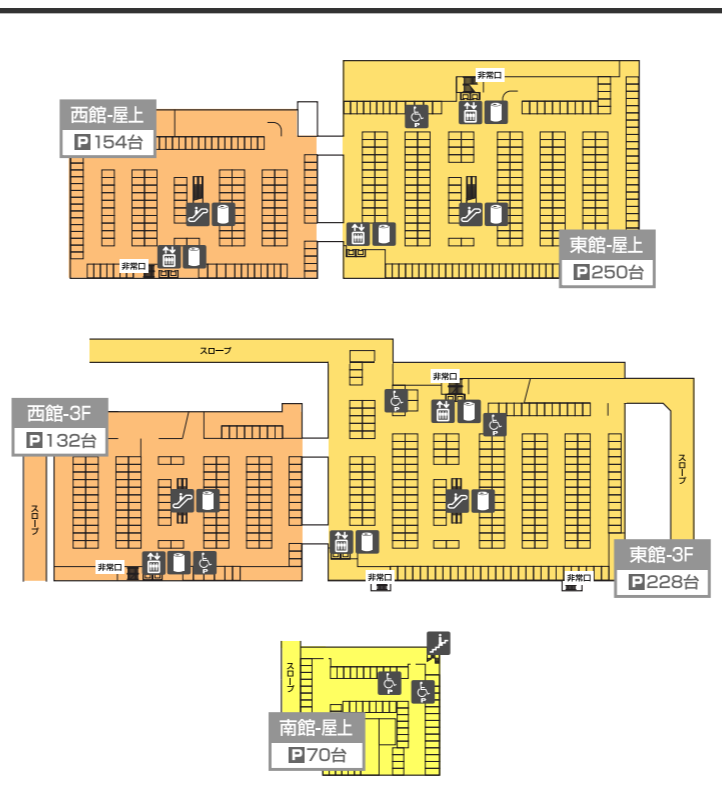 非常口
西館-屋上
P154台
非常口
東館-屋上
P250台
スロープ
非常口
西館-3F
P132台
スロープ
スロープ
非常口
非常口
非常口
東館-3F
P228台
スロープ
南館-屋上
P70台
P
P
P
P
P
P